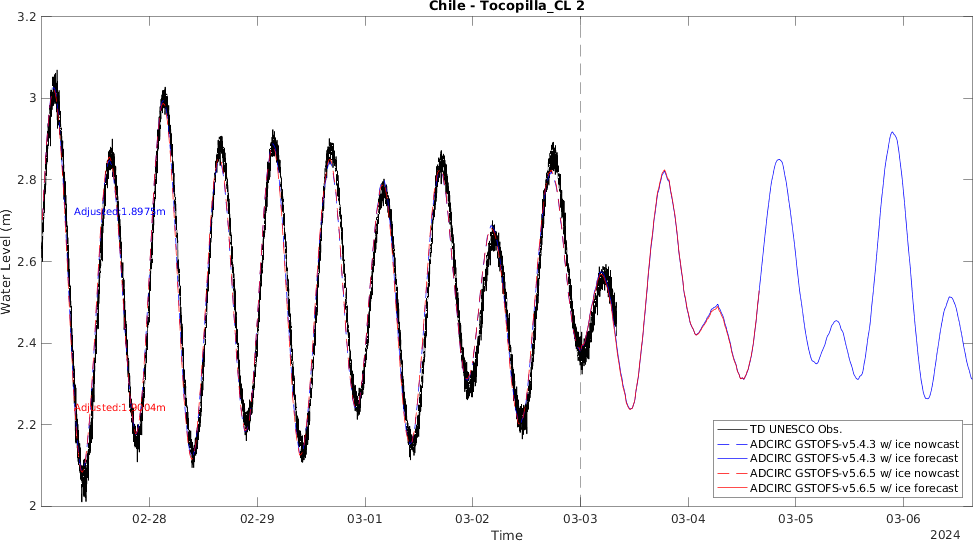 Chile - Tocopilla_CL 2
3.2
3
2.8
2.6
2.4
2.2
2
Water Level (m)
Adjusted:1.8975m
Adjusted:1.9004m
TD UNESCO Obs.
ADCIRC GSTOFS-v5.4.3 w/ ice nowcast
ADCIRC GSTOFS-v5.4.3 w/ ice forecast
ADCIRC GSTOFS-v5.6.5 w/ ice nowcast
ADCIRC GSTOFS-v5.6.5 w/ ice forecast
02-28
02-29
03-01
03-02
03-03
03-04
03-05
03-06
Time
2024